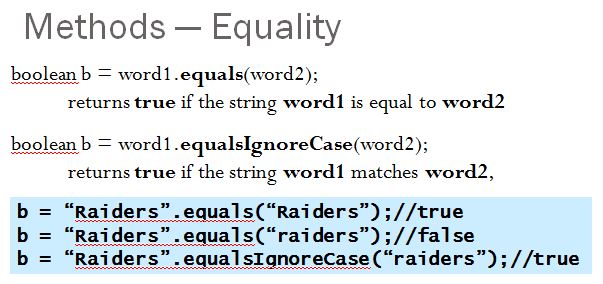 Methods — Equality
boolean b = word1.equals(word2);
returns true if the string word1 is equal to word2
boolean b = word1.equalsIgnoreCase(word2);
returns true if the string word1 matches word2,
b = “Raiders”.equals(“Raiders”);//true
b = “Raiders”.equals(“raiders”);//false
b = “Raiders”.equalsIgnoreCase(“raiders”);//true